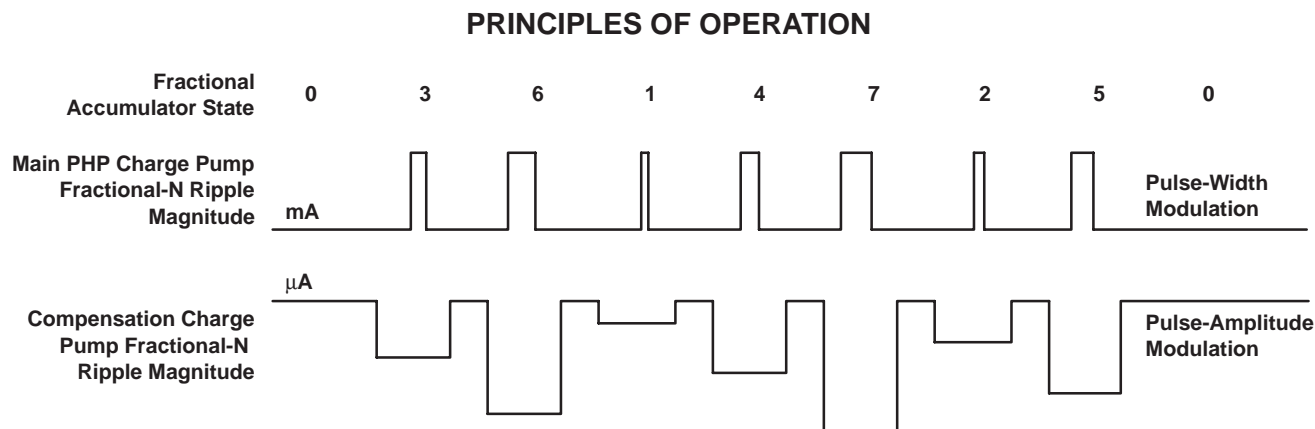 PRINCIPLES OF OPERATION
Fractional
Accumulator State
0 3 6 1 4 7 2 5 0
Main PHP Charge Pump
Fractional-N Ripple
Magnitude
mA
Pulse-Width
Modulation
μA
Compensation Charge
Pump Fractional-N
Ripple Magnitude
Pulse-Amplitude
Modulation